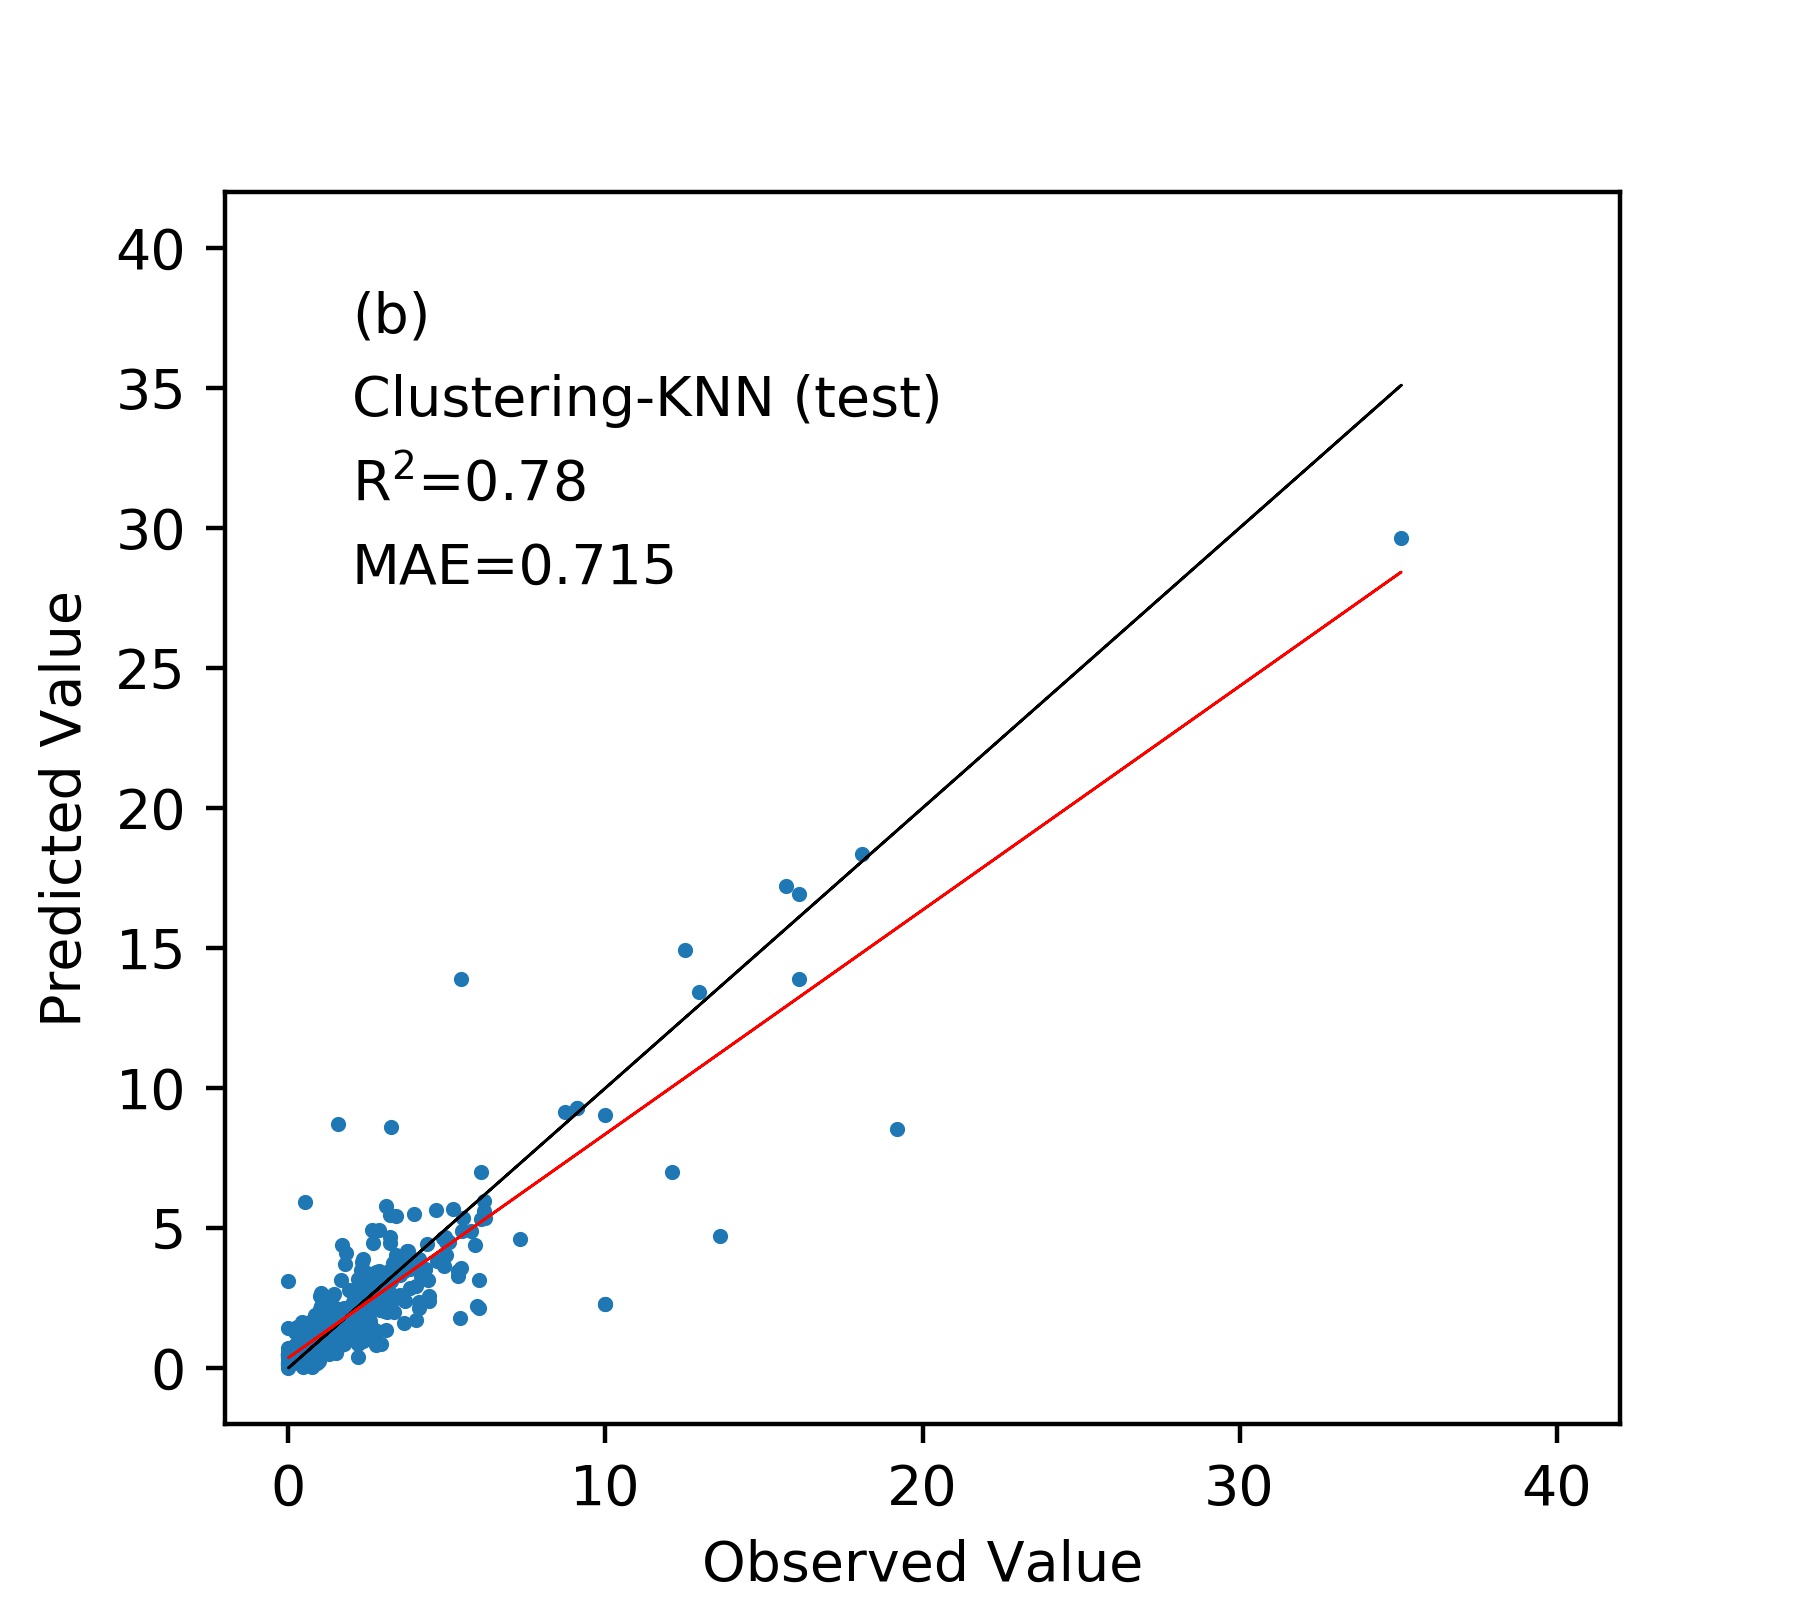 (b)
Clustering-KNN (test)
R²=0.78
MAE=0.715
Predicted Value
40
35
30
25
20
15
10
5
0
0 10 20 30 40
Observed Value